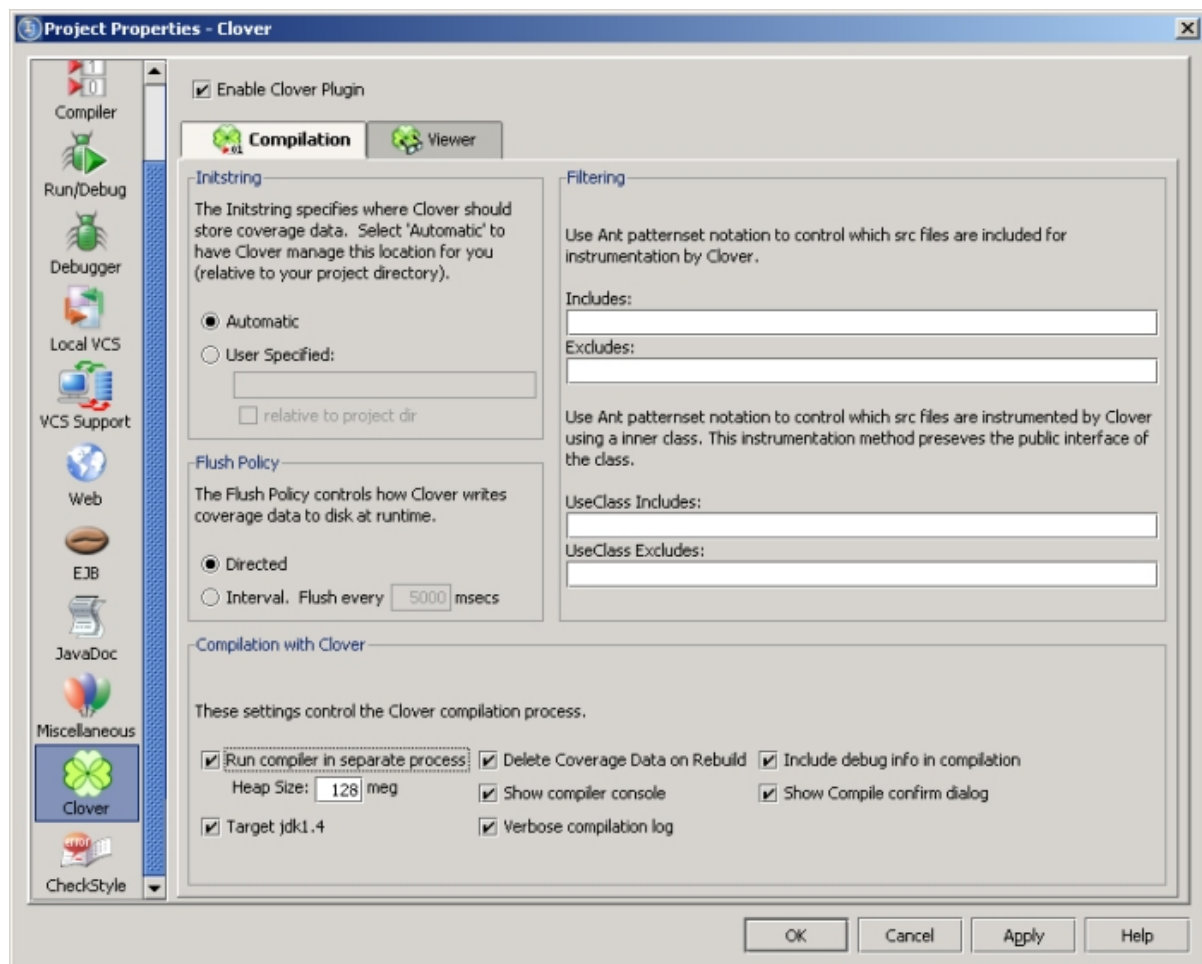 Project Properties - Clover
1
0
Compiler
Run/Debug
Debugger
Local VCS
VCS Support
Web
EJB
JavaDoc
Miscellaneous
Clover
error
CheckStyle
Enable Clover Plugin
01
Compilation
Viewer
Initstring
The Initstring specifies where Clover should
store coverage data. Select 'Automatic' to
have Clover manage this location for you
(relative to your project directory).
Automatic
User Specified:
relative to project dir
Flush Policy
The Flush Policy controls how Clover writes
coverage data to disk at runtime.
Directed
Interval. Flush every 5000 msecs
Filtering
Use Ant patternset notation to control which src files are included for
instrumentation by Clover.
Includes:
Excludes:
Use Ant patternset notation to control which src files are instrumented by Clover
using a inner class. This instrumentation method preseves the public interface of
the class.
UseClass Includes:
UseClass Excludes:
Compilation with Clover
These settings control the Clover compilation process.
Run compiler in separate process
Delete Coverage Data on Rebuild
Include debug info in compilation
Heap Size: 128 meg
Show compiler console
Show Compile confirm dialog
Target jdk1.4
Verbose compilation log
OK
Cancel
Apply
Help